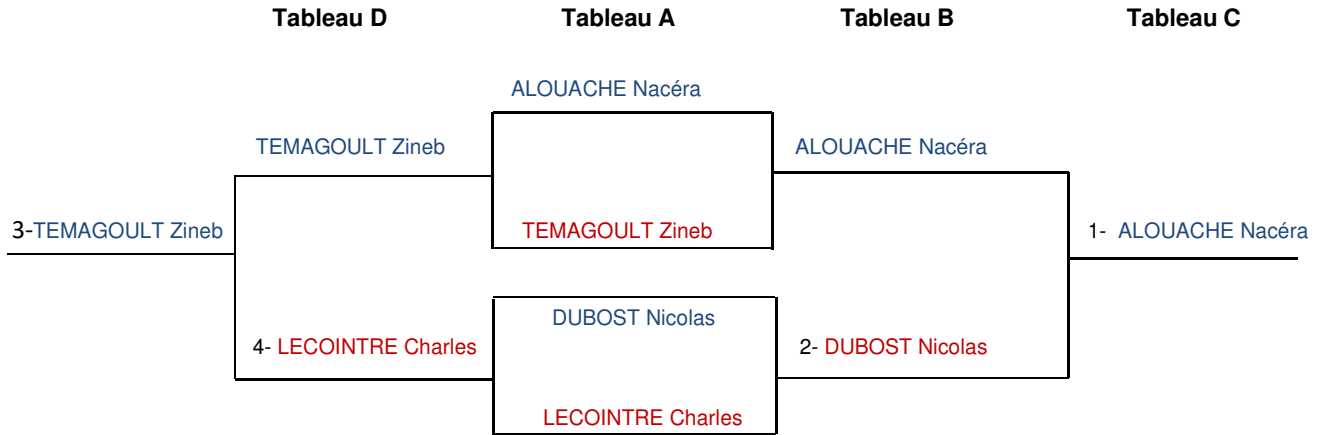 Tableau D Tableau A Tableau B Tableau C
ALOUACHE Nacéra
TEMAGOULT Zineb ALOUACHE Nacéra
3-TEMAGOULT Zineb TEMAGOULT Zineb 1- ALOUACHE Nacéra
DUBOST Nicolas
4- LECOINTRE Charles 2- DUBOST Nicolas
LECOINTRE Charles